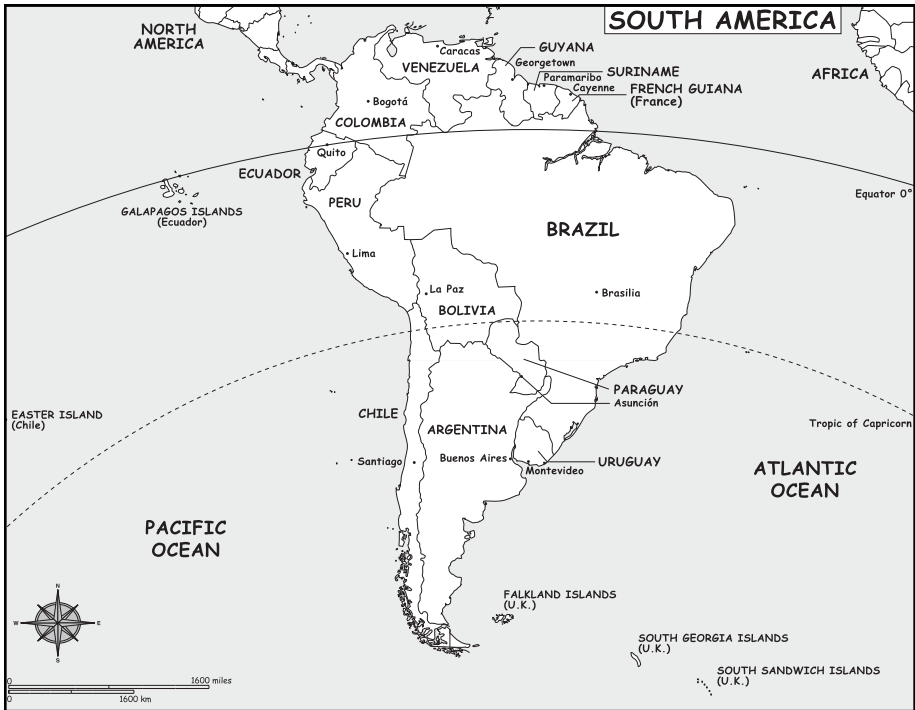 SOUTH AMERICA
NORTH
AMERICA
Caracas
GUYANA
VENEZUELA
Georgetown
SURINAME
AFRICA
Paramaribo
Cayenne
FRENCH GUIANA
(France)
Bogotá
COLOMBIA
Quito
ECUADOR
Equator 0°
GALAPAGOS ISLANDS
(Ecuador)
PERU
BRAZIL
Lima
La Paz
Brasília
BOLIVIA
PARAGUAY
Asunción
EASTER ISLAND
(Chile)
CHILE
Tropic of Capricorn
ARGENTINA
Santiago
Buenos Aires
URUGUAY
Montevideo
ATLANTIC
OCEAN
PACIFIC
OCEAN
N
W
E
S
FALKLAND ISLANDS
(U.K.)
SOUTH GEORGIA ISLANDS
(U.K.)
SOUTH SANDWICH ISLANDS
(U.K.)
0
1600 miles
0
1600 km